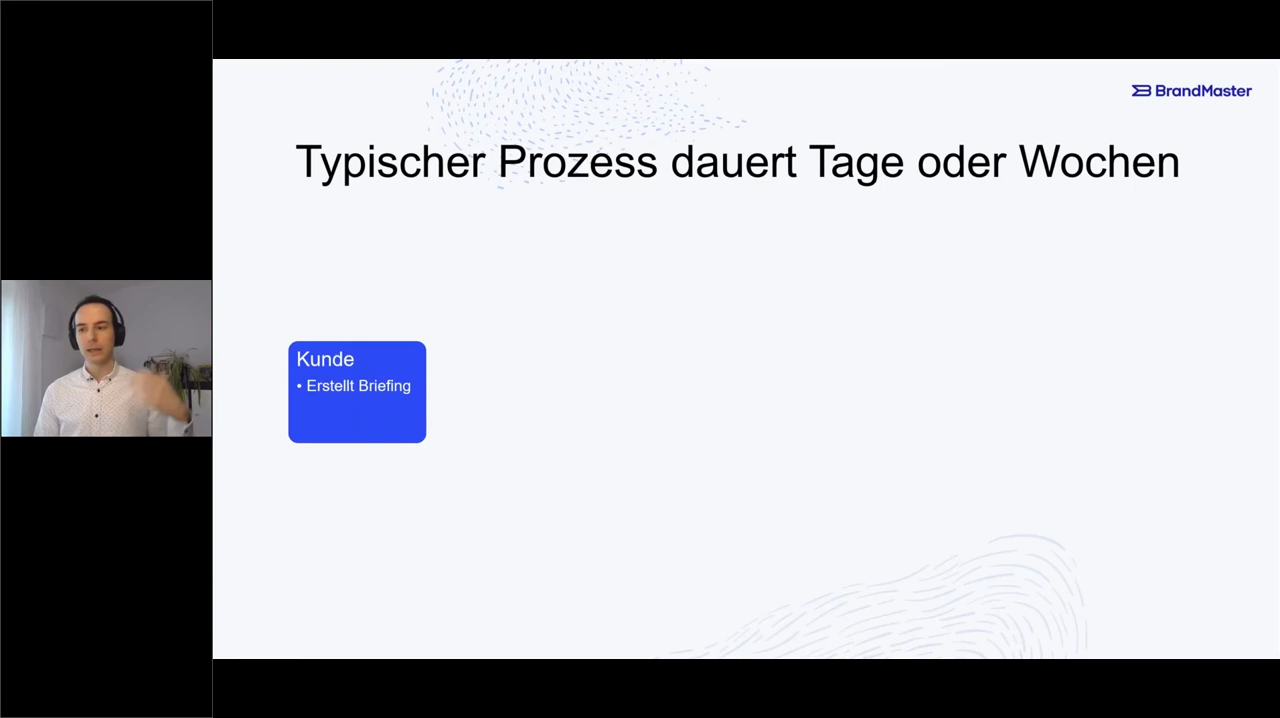 BrandMaster
Typischer Prozess dauert Tage oder Wochen
Kunde
• Erstellt Briefing